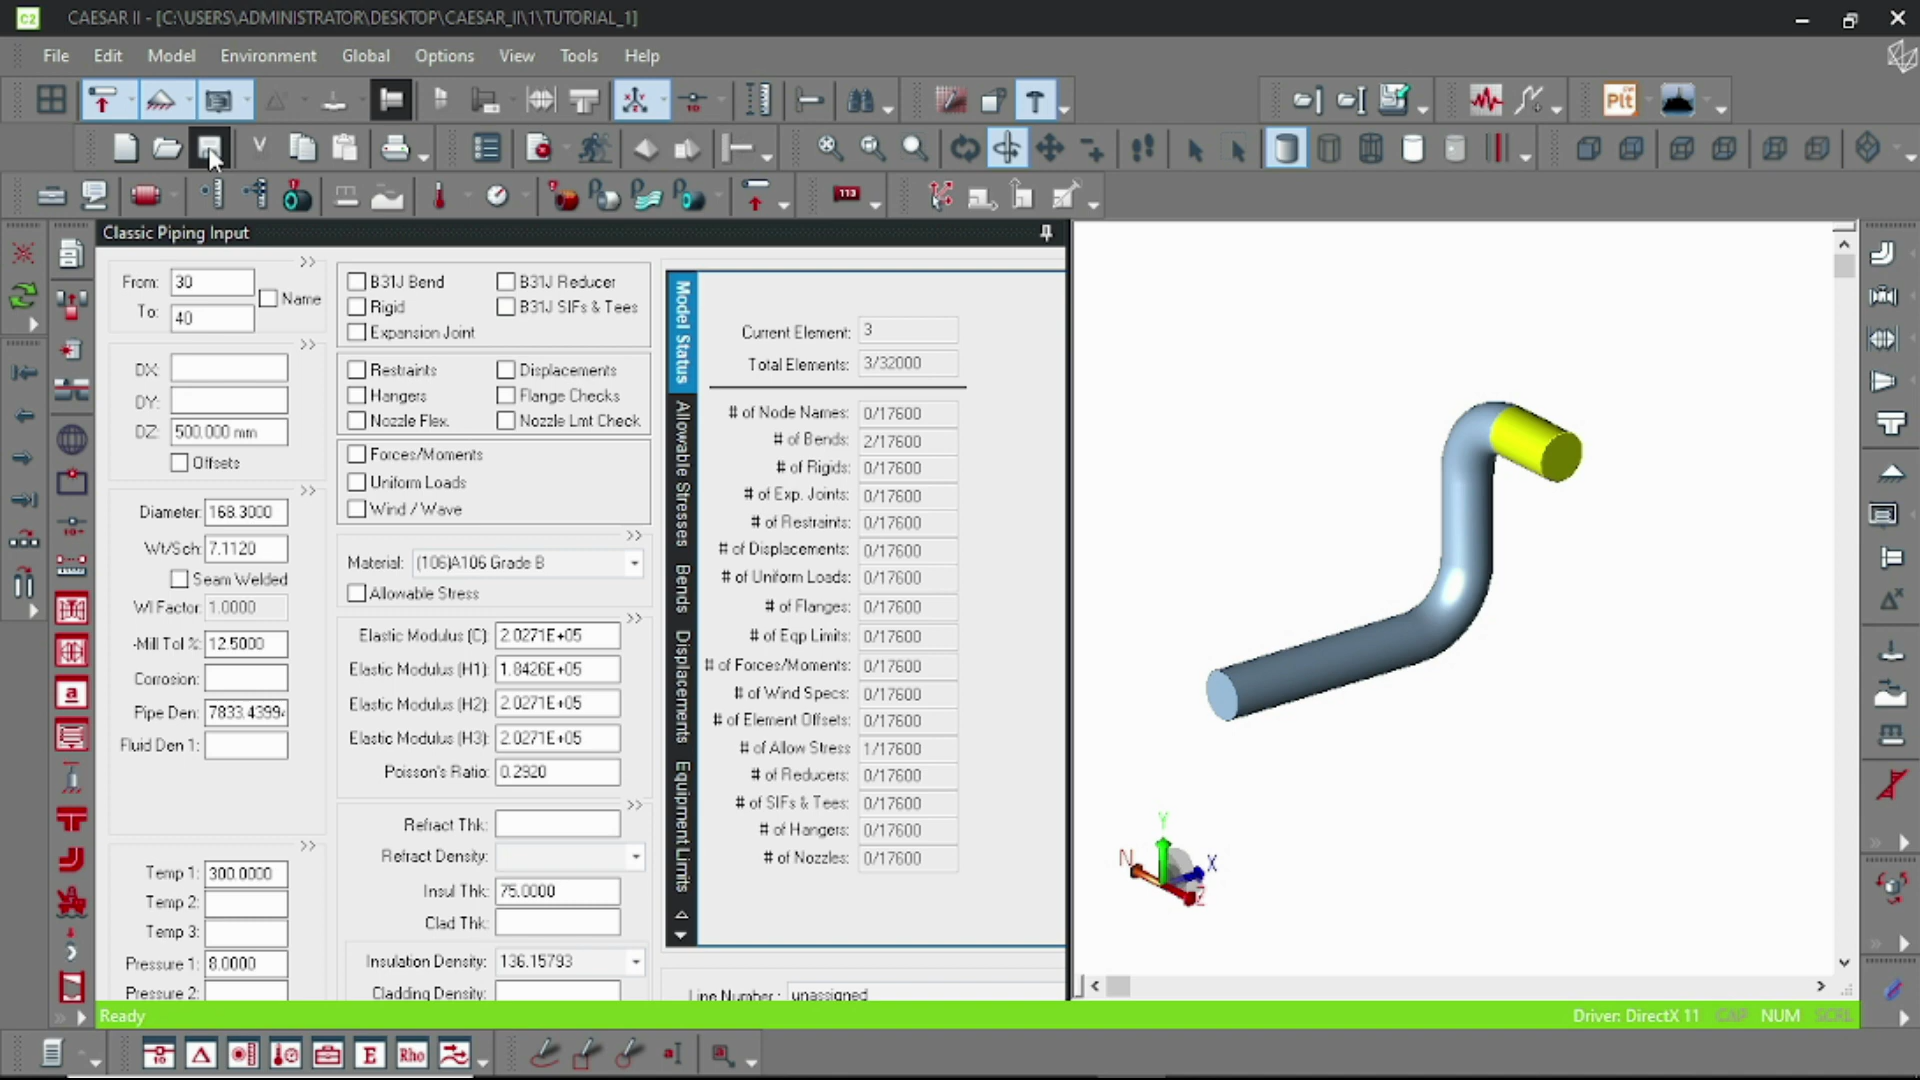 C2 CAESAR II - [C:\USERS\ADMINISTRATOR\DESKTOP\CAESAR_II\1\TUTORIAL_1]
File Edit Model Environment Global Options View Tools Help
Plt
113
Classic Piping Input
From: 30
To: 40
Name
DX:
DY:
DZ: 500.000 mm
Offsets
Diameter: 168.3000
Wt/Sch: 7.1120
Seam Welded
WI Factor: 1.0000
-Mill Tol %: 12.5000
Corrosion:
Pipe Den: 7833.4399
Fluid Den 1:
Temp 1: 300.0000
Temp 2:
Temp 3:
Pressure 1: 8.0000
Pressure 2:
B31J Bend B31J Reducer
Rigid B31J SIFs & Tees
Expansion Joint
Restraints Displacements
Hangers Flange Checks
Nozzle Flex. Nozzle Lmt Check
Forces/Moments
Uniform Loads
Wind / Wave
Material: (106)A106 Grade B
Allowable Stress
Elastic Modulus (C): 2.0271E+05
Elastic Modulus (H1): 1.8426E+05
Elastic Modulus (H2): 2.0271E+05
Elastic Modulus (H3): 2.0271E+05
Poisson's Ratio: 0.2920
Refract Thk:
Refract Density:
Insul Thk: 75.0000
Clad Thk:
Insulation Density: 136.15793
Cladding Density:
Model Status
Allowable Stresses
Bends
Displacements
Equipment Limits
Current Element: 3
Total Elements: 3/32000
# of Node Names: 0/17600
# of Bends: 2/17600
# of Rigids: 0/17600
# of Exp. Joints: 0/17600
# of Restraints: 0/17600
# of Displacements: 0/17600
# of Uniform Loads: 0/17600
# of Flanges: 0/17600
# of Eqp Limits: 0/17600
# of Forces/Moments: 0/17600
# of Wind Specs: 0/17600
# of Element Offsets: 0/17600
# of Allow Stress 1/17600
# of Reducers: 0/17600
# of SIFs & Tees: 0/17600
# of Hangers: 0/17600
# of Nozzles: 0/17600
Line Number : unassigned
Y
N X
Z
Ready
Driver: DirectX 11 CAP NUM SCRL
E Rho